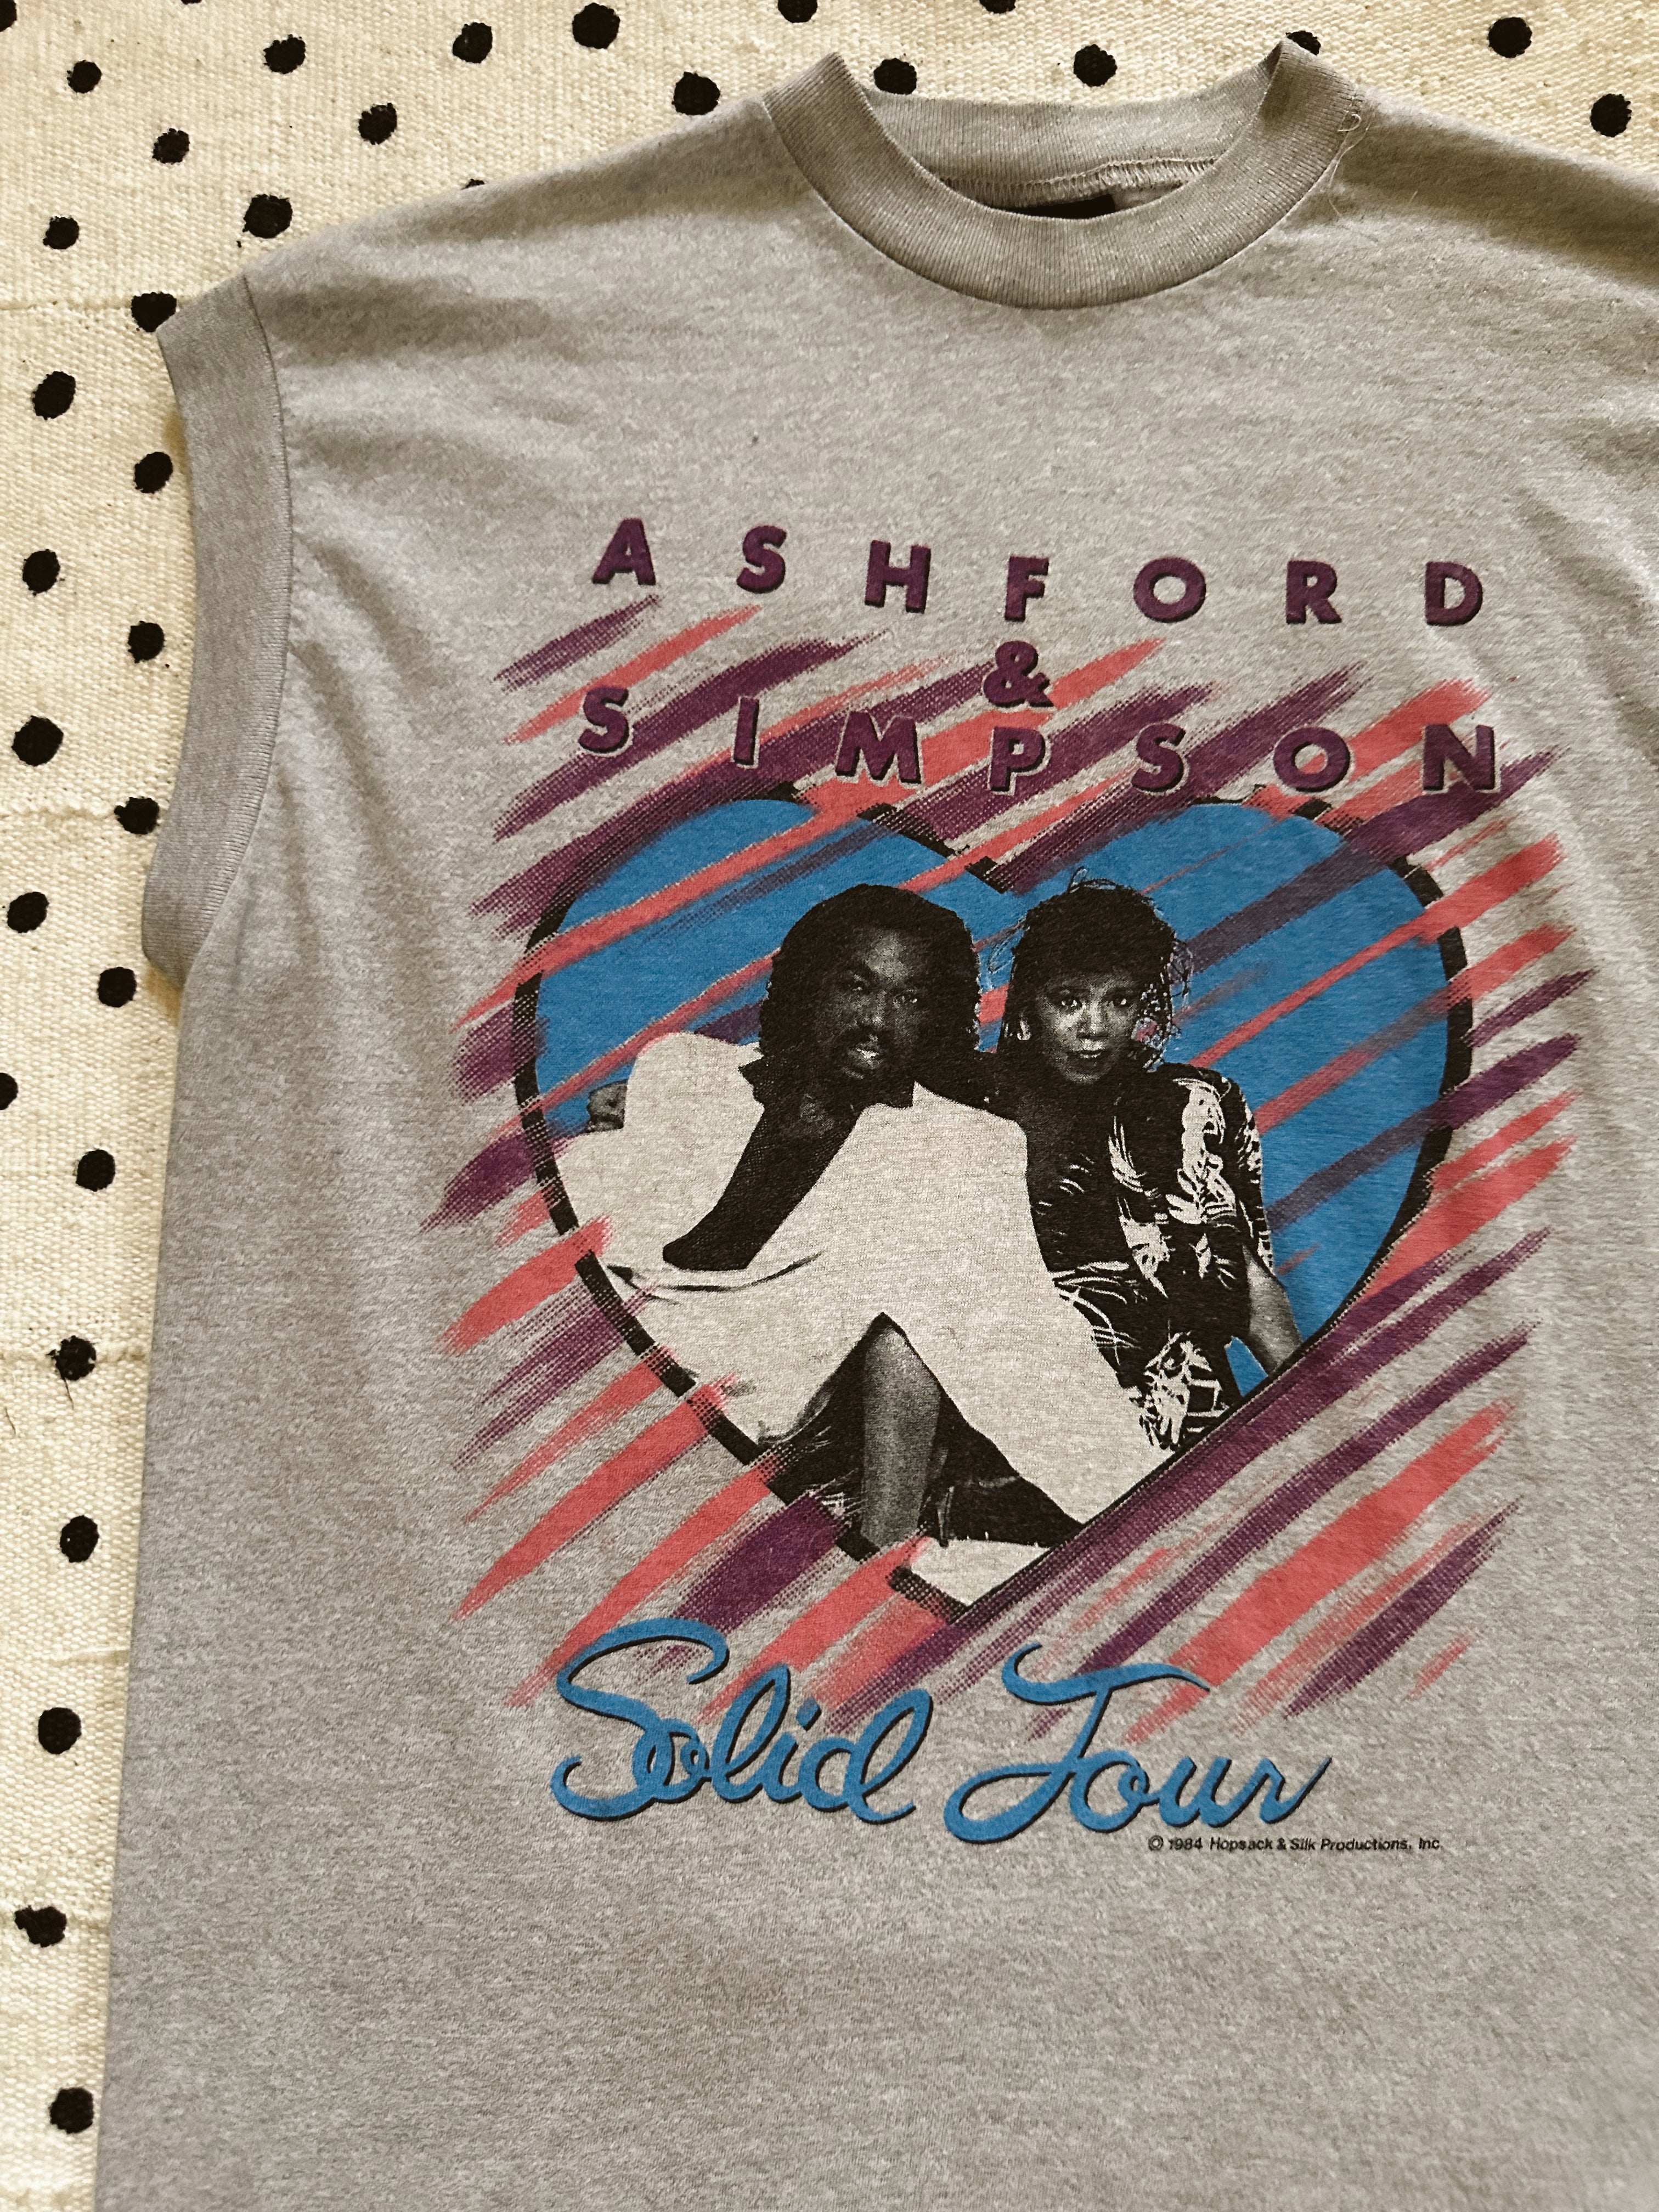 ASHFORD
&
SIMPSON
Solid Tour
© 1984 Hopsack & Silk Productions, Inc.